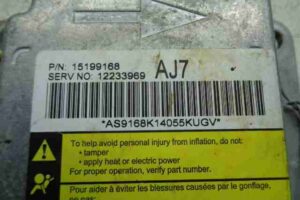 P/N: 15199168
SERV NO: 12233969
AJ7
*AS9168K14055KUGV*
To help avoid personal injury from inflation, do not:
• tamper
• apply heat or electric power
For proper operation, verify part number.
Pour aider à éviter les blessures causées par le gonflage,